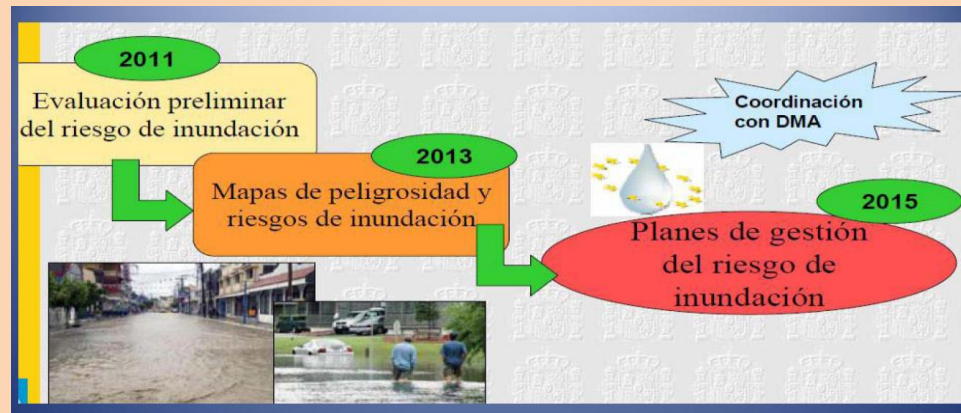 2011
Evaluación preliminar
del riesgo de inundación
2013
Mapas de peligrosidad y
riesgos de inundación
Coordinación
con DMA
2015
Planes de gestión
del riesgo de
inundación